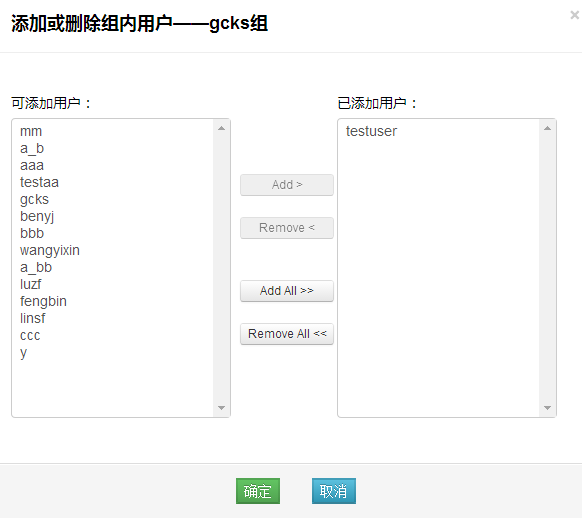 添加或删除组内用户——gcks组
×
可添加用户：
mm
a_b
aaa
testaa
gcks
benyj
bbb
wangyixin
a_bb
luzf
fengbin
linsf
ccc
y
Add >
Remove <
Add All >>
Remove All <<
已添加用户：
testuser
确定
取消